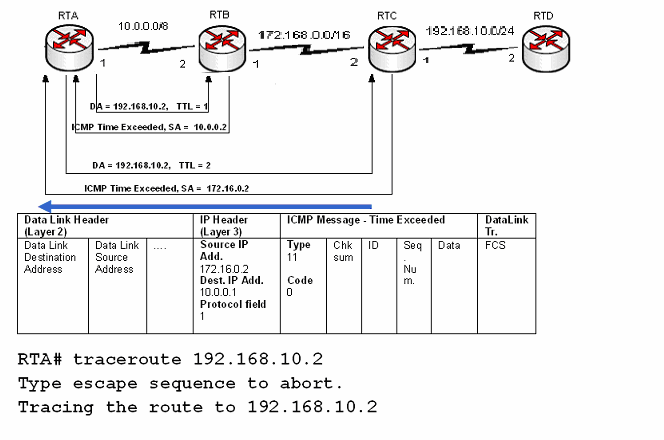 RTA RTB RTC RTD
10.0.0.0/8 172.168.0.0/16 192.168.10.0/24
1 2 1 2 1 2
DA = 192.168.10.2, TTL = 1
ICMP Time Exceeded, SA = 10.0.0.2
DA = 192.168.10.2, TTL = 2
ICMP Time Exceeded, SA = 172.16.0.2
Data Link Header (Layer 2)
IP Header (Layer 3)
ICMP Message - Time Exceeded
DataLink Tr.
Data Link Destination Address
Data Link Source Address
....
Source IP Add.
172.16.0.2
Dest. IP Add.
10.0.0.1
Protocol field
1
Type
11
Code
0
Chk sum
ID
Seq. Num.
Data
FCS
RTA# traceroute 192.168.10.2
Type escape sequence to abort.
Tracing the route to 192.168.10.2